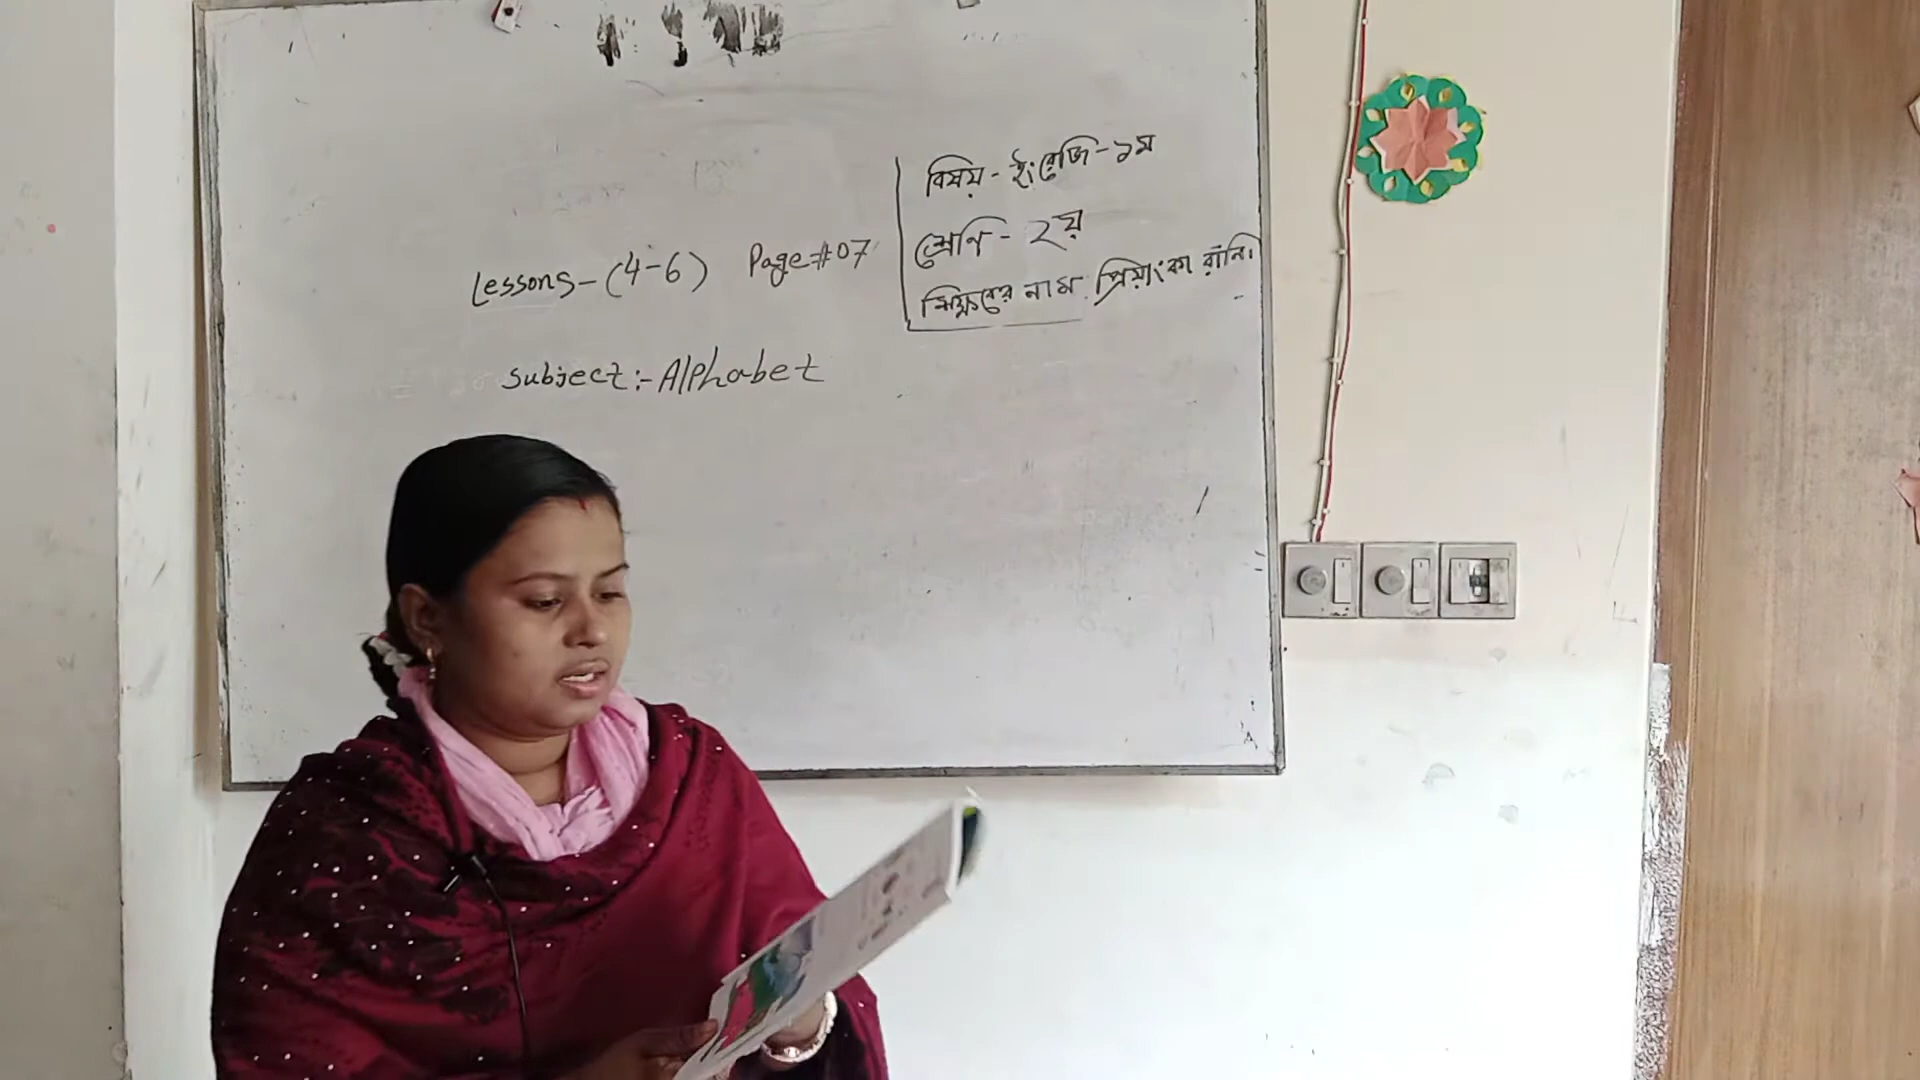 বিষয় - ইংরেজি - ১ম
শ্রেণি - ২য়
শিক্ষকের নাম: প্রিয়াংকা রানি।
Lessons - (4-6) Page # 07
Subject :- Alphabet